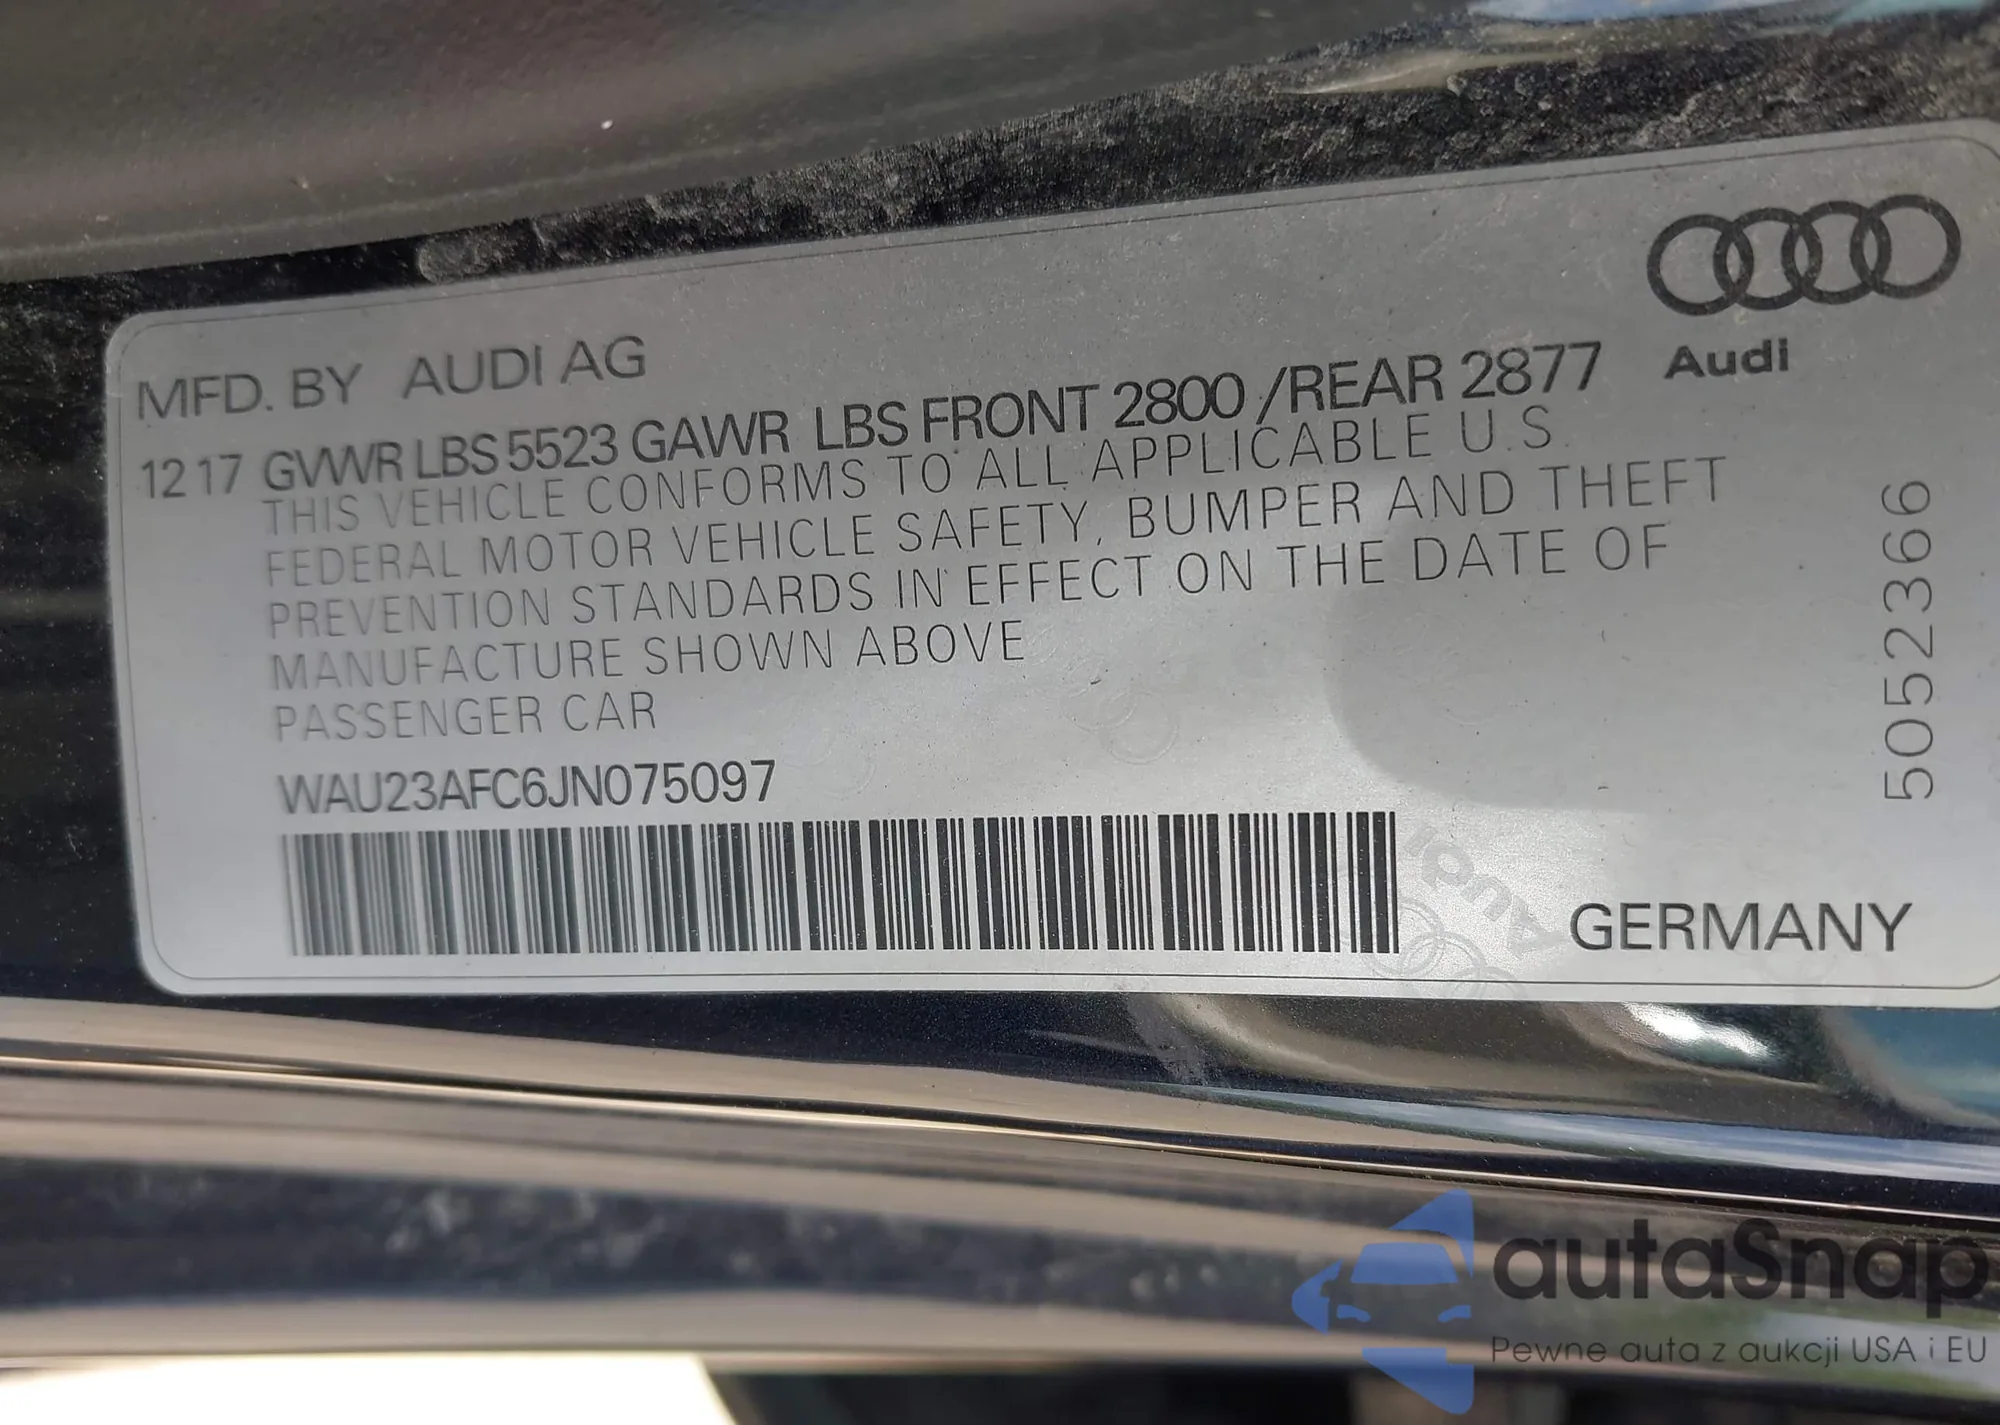 MFD. BY AUDI AG
12 17 GVWR LBS 5523 GAWR LBS FRONT 2800 /REAR 2877
THIS VEHICLE CONFORMS TO ALL APPLICABLE U.S.
FEDERAL MOTOR VEHICLE SAFETY, BUMPER AND THEFT
PREVENTION STANDARDS IN EFFECT ON THE DATE OF
MANUFACTURE SHOWN ABOVE
PASSENGER CAR
WAU23AFC6JN075097
Audi
5052366
Audi
GERMANY
autaSnap
Pewne auta z aukcji USA i EU